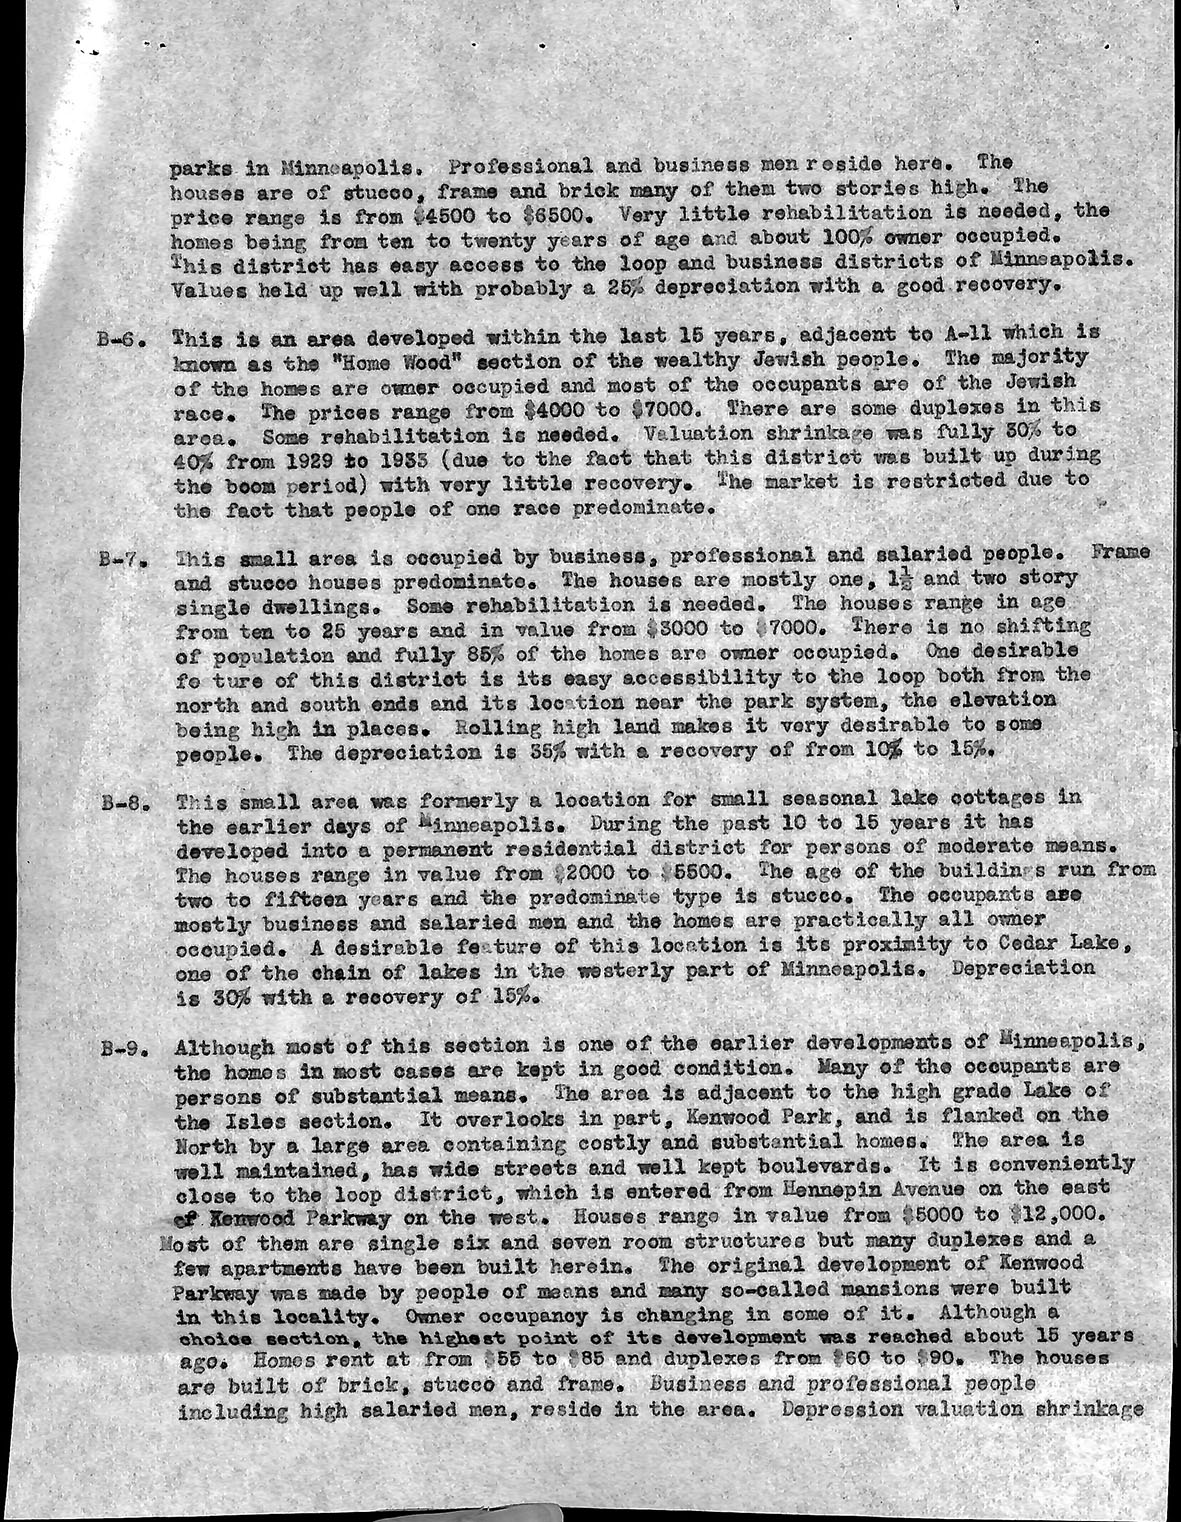 parks in Minneapolis. Professional and business men reside here. The
houses are of stucco, frame and brick many of them two stories high. The
price range is from $4500 to $6500. Very little rehabilitation is needed, the
homes being from ten to twenty years of age and about 100% owner occupied.
This district has easy access to the loop and business districts of Minneapolis.
Values held up well with probably a 25% depreciation with a good recovery.
B-6. This is an area developed within the last 15 years, adjacent to A-11 which is
known as the "Home Wood" section of the wealthy Jewish people. The majority
of the homes are owner occupied and most of the occupants are of the Jewish
race. The prices range from $4000 to $7000. There are some duplexes in this
area. Some rehabilitation is needed. Valuation shrinkage was fully 30% to
40% from 1929 to 1933 (due to the fact that this district was built up during
the boom period) with very little recovery. The market is restricted due to
the fact that people of one race predominate.
B-7. This small area is occupied by business, professional and salaried people. Frame
and stucco houses predominate. The houses are mostly one, 1½ and two story
single dwellings. Some rehabilitation is needed. The houses range in age
from ten to 25 years and in value from $3000 to $7000. There is no shifting
of population and fully 85% of the homes are owner occupied. One desirable
fe ture of this district is its easy accessibility to the loop both from the
north and south ends and its location near the park system, the elevation
being high in places. Rolling high land makes it very desirable to some
people. The depreciation is 35% with a recovery of from 10% to 15%.
B-8. This small area was formerly a location for small seasonal lake cottages in
the earlier days of Minneapolis. During the past 10 to 15 years it has
developed into a permanent residential district for persons of moderate means.
The houses range in value from $2000 to $5500. The age of the buildings run from
two to fifteen years and the predominate type is stucco. The occupants are
mostly business and salaried men and the homes are practically all owner
occupied. A desirable feature of this location is its proximity to Cedar Lake,
one of the chain of lakes in the westerly part of Minneapolis. Depreciation
is 30% with a recovery of 15%.
B-9. Although most of this section is one of the earlier developments of Minneapolis,
the homes in most cases are kept in good condition. Many of the occupants are
persons of substantial means. The area is adjacent to the high grade Lake of
the Isles section. It overlooks in part, Kenwood Park, and is flanked on the
North by a large area containing costly and substantial homes. The area is
well maintained, has wide streets and well kept boulevards. It is conveniently
close to the loop district, which is entered from Hennepin Avenue on the east
of Kenwood Parkway on the west. Houses range in value from $5000 to $12,000.
Most of them are single six and seven room structures but many duplexes and a
few apartments have been built herein. The original development of Kenwood
Parkway was made by people of means and many so-called mansions were built
in this locality. Owner occupancy is changing in some of it. Although a
choice section, the highest point of its development was reached about 15 years
ago. Homes rent at from $55 to $85 and duplexes from $60 to $90. The houses
are built of brick, stucco and frame. Business and professional people
including high salaried men, reside in the area. Depression valuation shrinkage